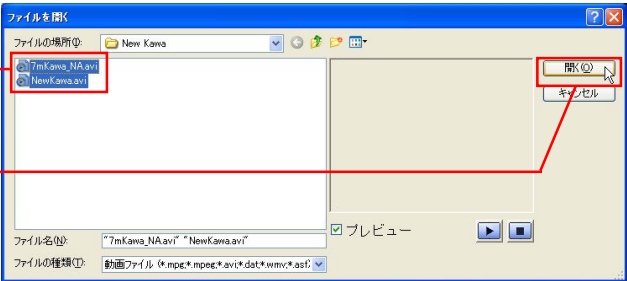 ファイルを開く
ファイルの場所(I):
New Kawa
7mKawa_NA.avi
NewKawa.avi
開く(O)
キャンセル
プレビュー
ファイル名(N):
"7mKawa_NA.avi" "NewKawa.avi"
ファイルの種類(T):
動画ファイル (*.mpg;*.mpeg;*.avi;*.dat;*.wmv;*.asf;